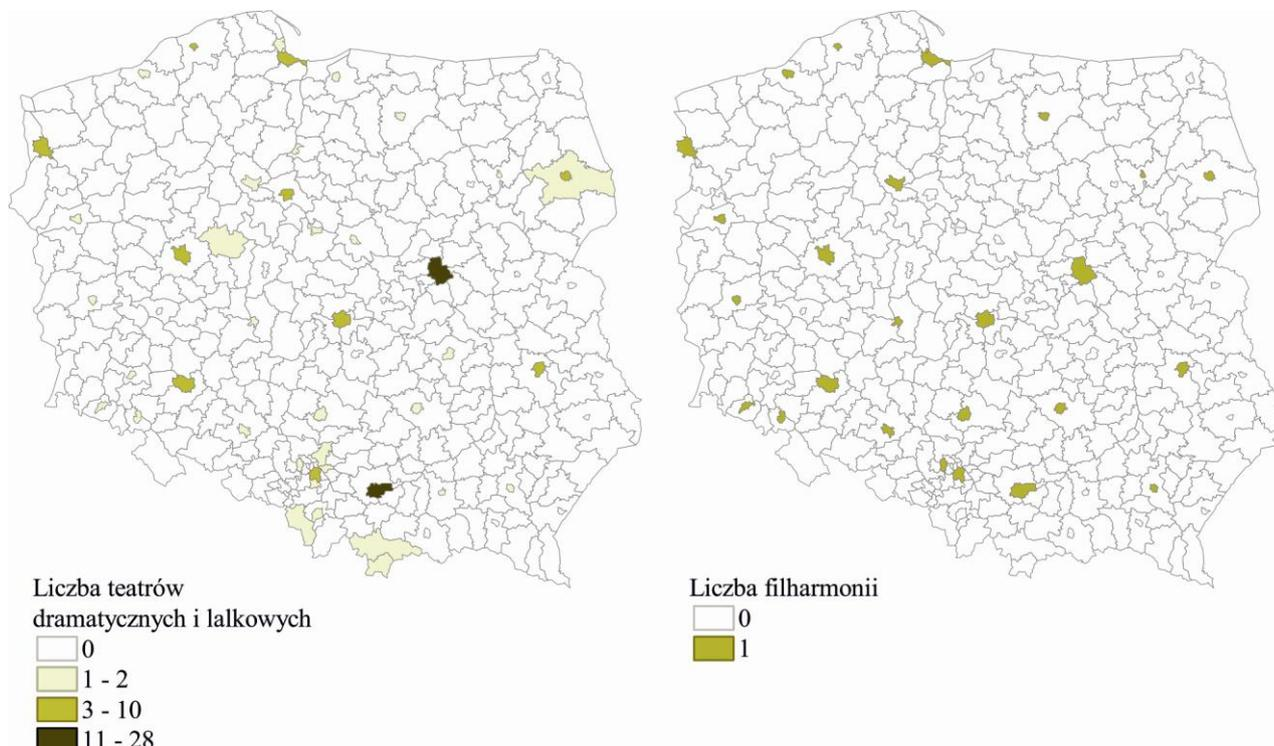 Liczba teatrów
dramatycznych i lalkowych
0
1 - 2
3 - 10
11 - 28
Liczba filharmonii
0
1